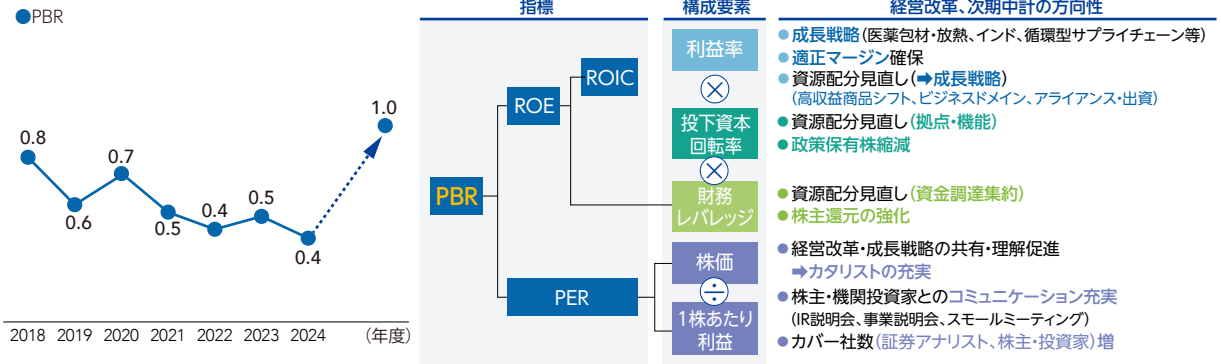 PBR
0.8
0.6
0.7
0.5
0.4
0.5
0.4
1.0
2018 2019 2020 2021 2022 2023 2024 (年度)
指標
PBR
ROE
ROIC
PER
構成要素
利益率
×
投下資本
回転率
×
財務
レバレッジ
株価
÷
1株あたり
利益
経営改革、次期中計の方向性
●成長戦略(医薬包材・放熱、インド、循環型サプライチェーン等)
●適正マージン確保
●資源配分見直し(➡成長戦略)
(高収益商品シフト、ビジネスドメイン、アライアンス・出資)
●資源配分見直し(拠点・機能)
●政策保有株縮減
●資源配分見直し(資金調達集約)
●株主還元の強化
●経営改革・成長戦略の共有・理解促進
➡カタリストの充実
●株主・機関投資家とのコミュニケーション充実
(IR説明会、事業説明会、スモールミーティング)
●カバー社数(証券アナリスト、株主・投資家)増